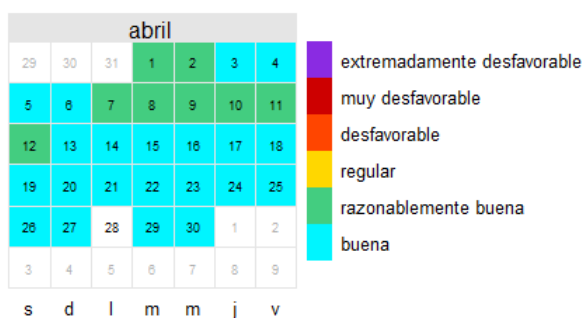 abril
29 30 31 1 2 3 4
5 6 7 8 9 10 11
12 13 14 15 16 17 18
19 20 21 22 23 24 25
26 27 28 29 30 1 2
3 4 5 6 7 8 9
s d l m m j v
extremadamente desfavorable
muy desfavorable
desfavorable
regular
razonablemente buena
buena